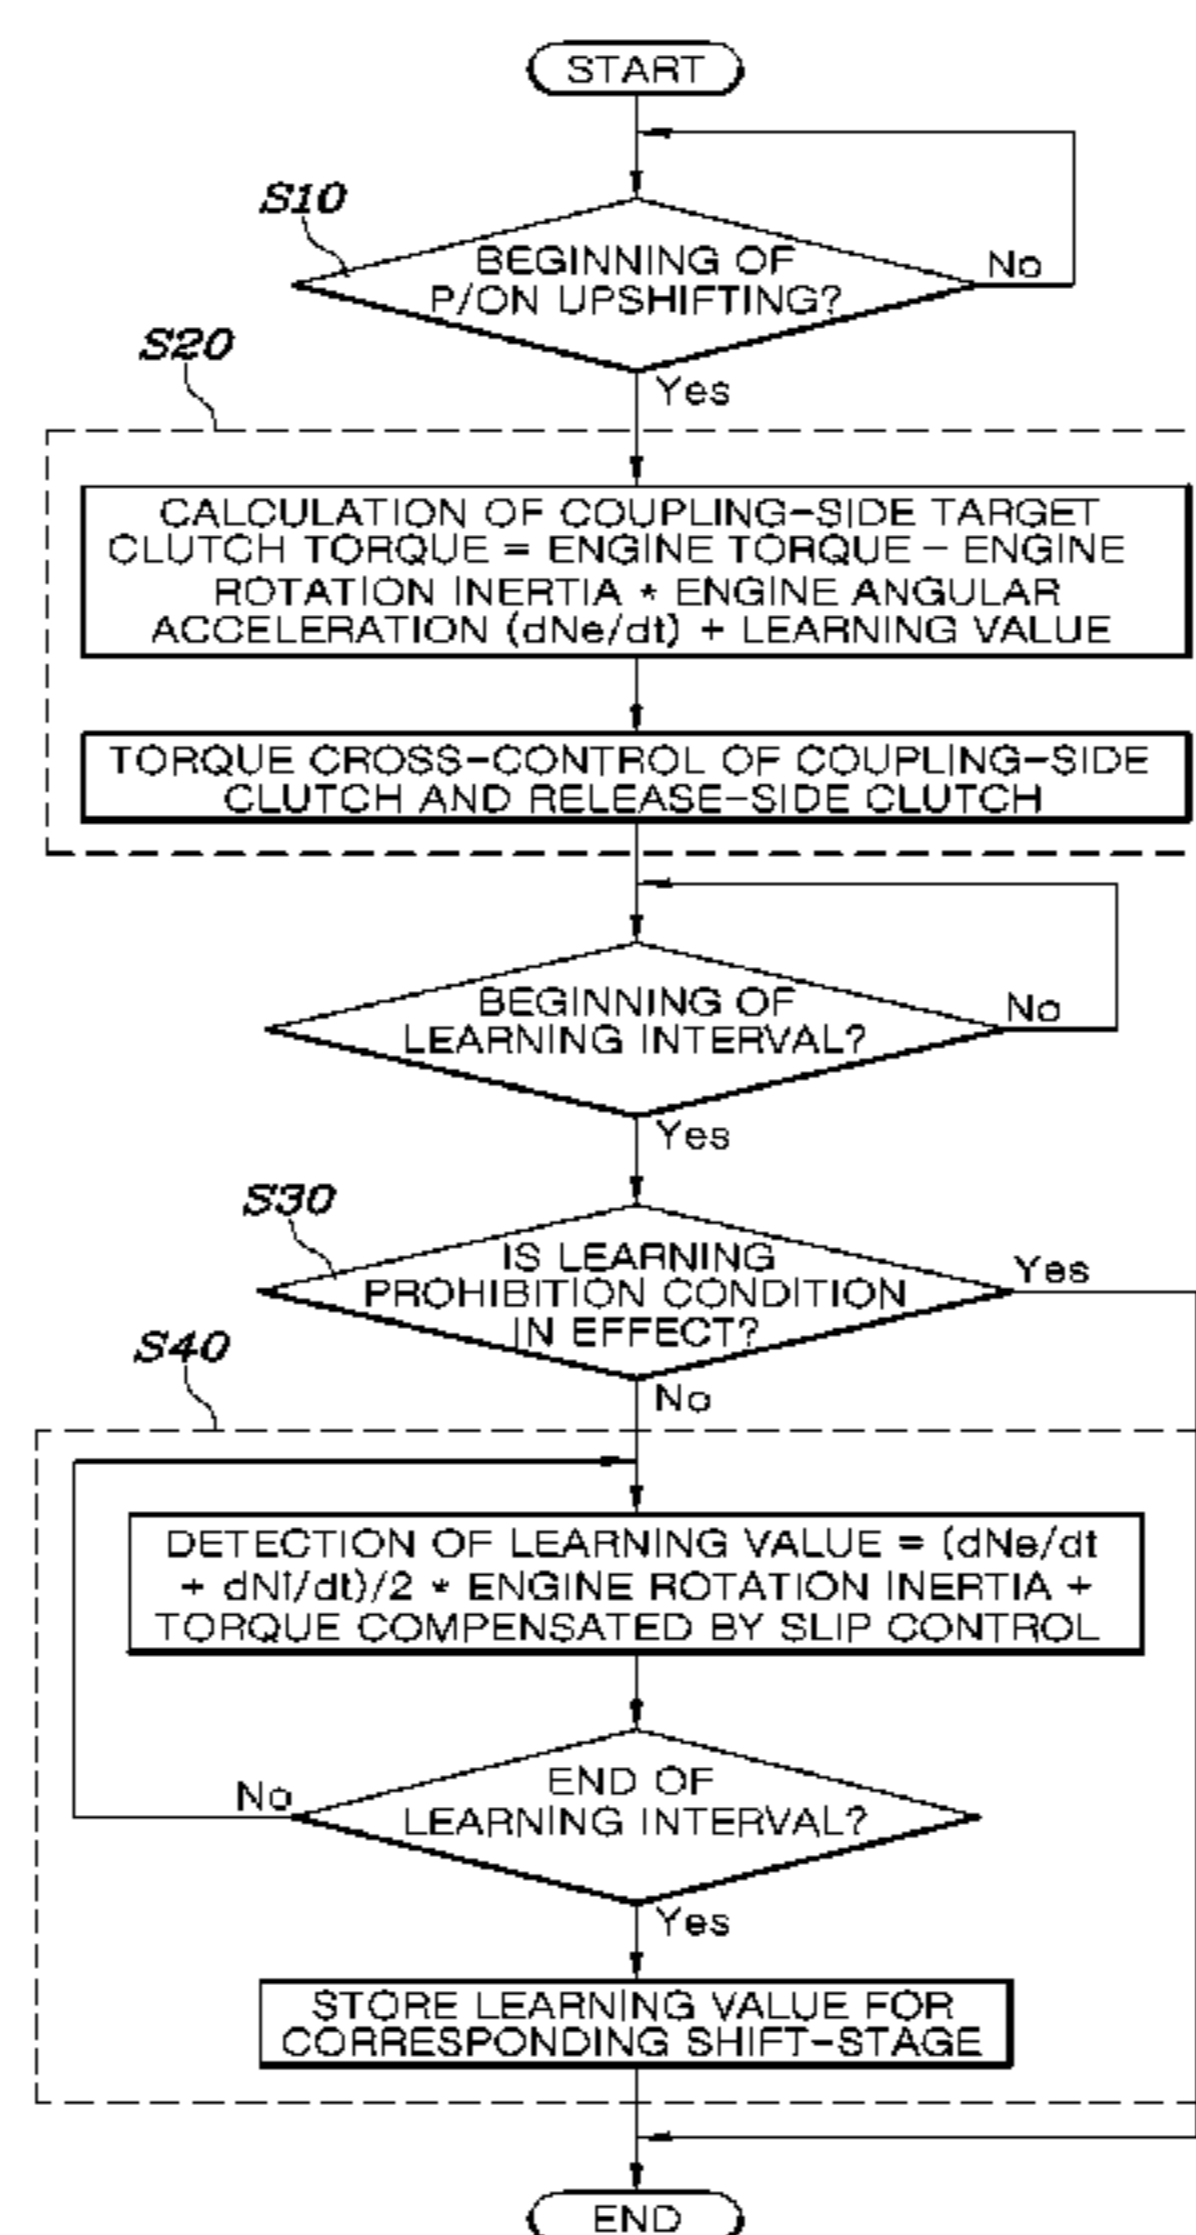 START
S10
BEGINNING OF
P/ON UPSHIFTING?
No
Yes
S20
CALCULATION OF COUPLING-SIDE TARGET
CLUTCH TORQUE = ENGINE TORQUE - ENGINE
ROTATION INERTIA * ENGINE ANGULAR
ACCELERATION (dNe/dt) + LEARNING VALUE
TORQUE CROSS-CONTROL OF COUPLING-SIDE
CLUTCH AND RELEASE-SIDE CLUTCH
BEGINNING OF
LEARNING INTERVAL?
No
Yes
S30
IS LEARNING
PROHIBITION CONDITION
IN EFFECT?
Yes
No
S40
DETECTION OF LEARNING VALUE = (dNe/dt
+ dNi/dt)/2 * ENGINE ROTATION INERTIA +
TORQUE COMPENSATED BY SLIP CONTROL
END OF
LEARNING INTERVAL?
No
Yes
STORE LEARNING VALUE FOR
CORRESPONDING SHIFT-STAGE
END